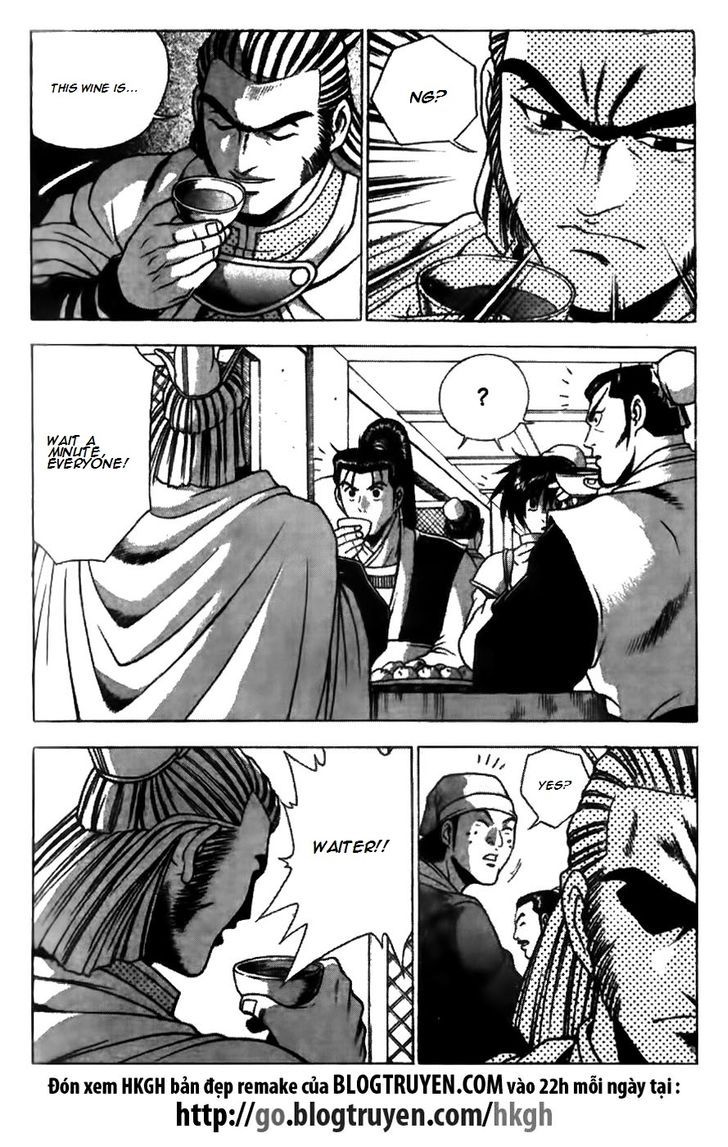 THIS WINE IS...
NG?
WAIT A
MINUTE,
EVERYONE!
?
WAITER!!
YES?
Đón xem HKGH bản đẹp remake của BLOGTRUYEN.COM vào 22h mỗi ngày tại :
http://go.blogtruyen.com/hkgh